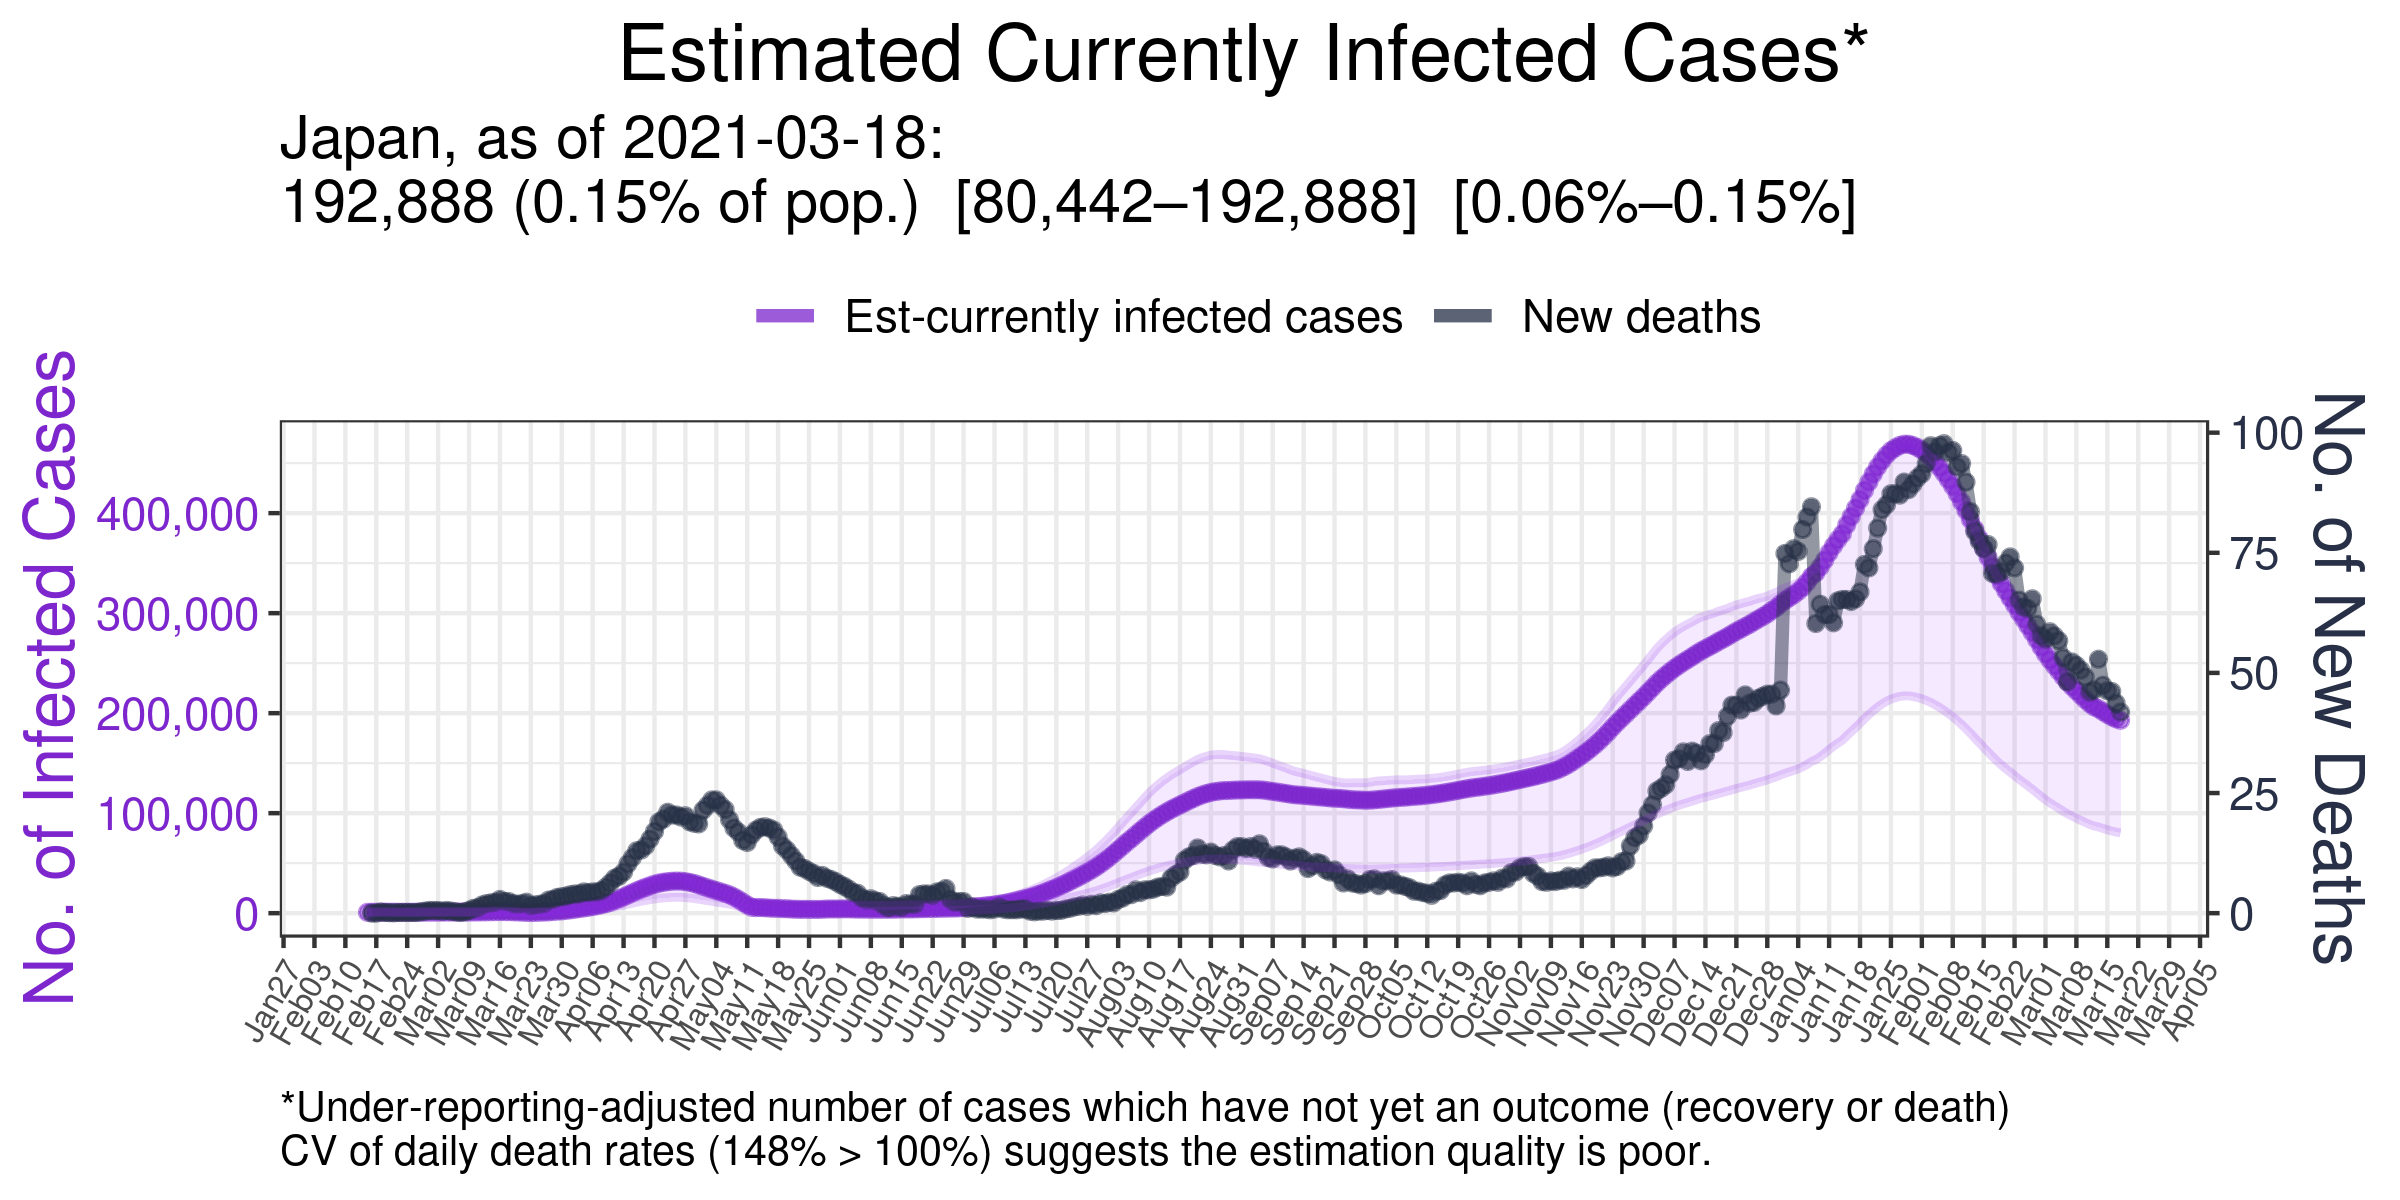 Estimated Currently Infected Cases*
Japan, as of 2021-03-18:
192,888 (0.15% of pop.)  [80,442–192,888]  [0.06%–0.15%]
Est-currently infected cases
New deaths
No. of Infected Cases
400,000
300,000
200,000
100,000
0
100
75
50
25
0
No. of New Deaths
Jan27
Feb03
Feb10
Feb17
Feb24
Mar02
Mar09
Mar16
Mar23
Mar30
Apr06
Apr13
Apr20
Apr27
May04
May11
May18
May25
Jun01
Jun08
Jun15
Jun22
Jun29
Jul06
Jul13
Jul20
Jul27
Aug03
Aug10
Aug17
Aug24
Aug31
Sep07
Sep14
Sep21
Sep28
Oct05
Oct12
Oct19
Oct26
Nov02
Nov09
Nov16
Nov23
Nov30
Dec07
Dec14
Dec21
Dec28
Jan04
Jan11
Jan18
Jan25
Feb01
Feb08
Feb15
Feb22
Mar01
Mar08
Mar15
Mar22
Mar29
Apr05
*Under-reporting-adjusted number of cases which have not yet an outcome (recovery or death)
CV of daily death rates (148% > 100%) suggests the estimation quality is poor.